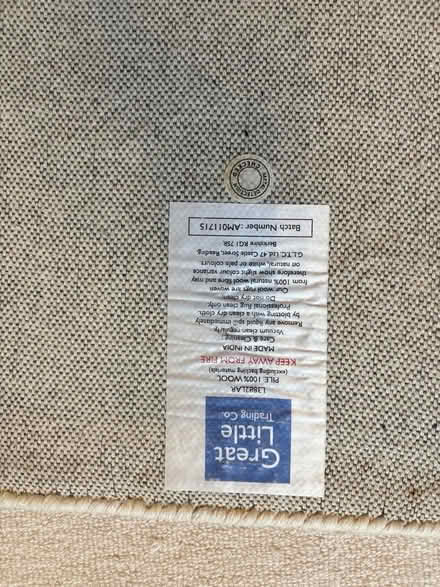 Great
Little
Trading Co.
L3882LAR
PILE: 100% WOOL
(excluding backing materials)
KEEP AWAY FROM FIRE
MADE IN INDIA
Care & Cleaning
Vacuum clean regularly.
Remove any liquid spill immediately
by blotting with a clean dry cloth.
Professional Rug clean only.
Do not dry clean.
Our wool rugs are woven
from 100% natural wool fibre and may
therefore show slight colour variance
on natural, white or pale colours
G.L.T.C. Ltd 47 Castle Street, Reading,
Berkshire RG1 7SR
Batch Number: AM011715
CHECKED